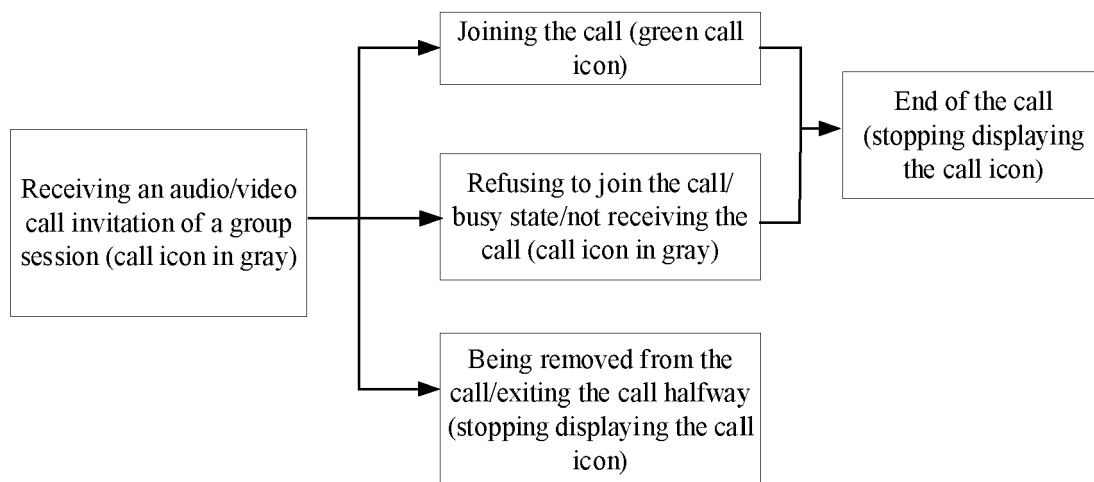 Receiving an audio/video
call invitation of a group
session (call icon in gray)
Joining the call (green call
icon)
Refusing to join the call/
busy state/not receiving the
call (call icon in gray)
Being removed from the
call/exiting the call halfway
(stopping displaying the call
icon)
End of the call
(stopping displaying
the call icon)